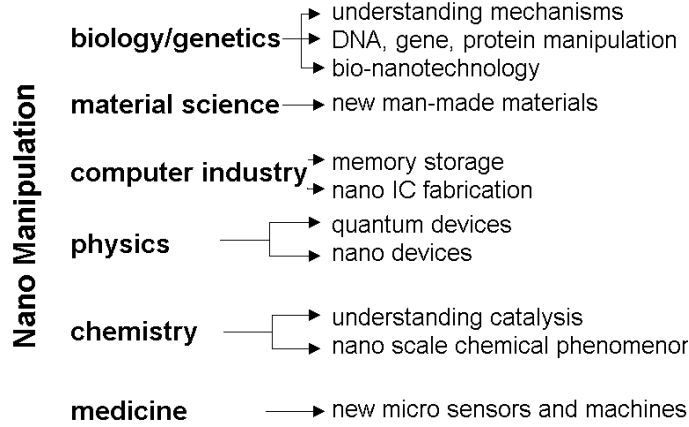 Nano Manipulation
biology/genetics
understanding mechanisms
DNA, gene, protein manipulation
bio-nanotechnology
material science
new man-made materials
computer industry
memory storage
nano IC fabrication
physics
quantum devices
nano devices
chemistry
understanding catalysis
nano scale chemical phenomenor
medicine
new micro sensors and machines